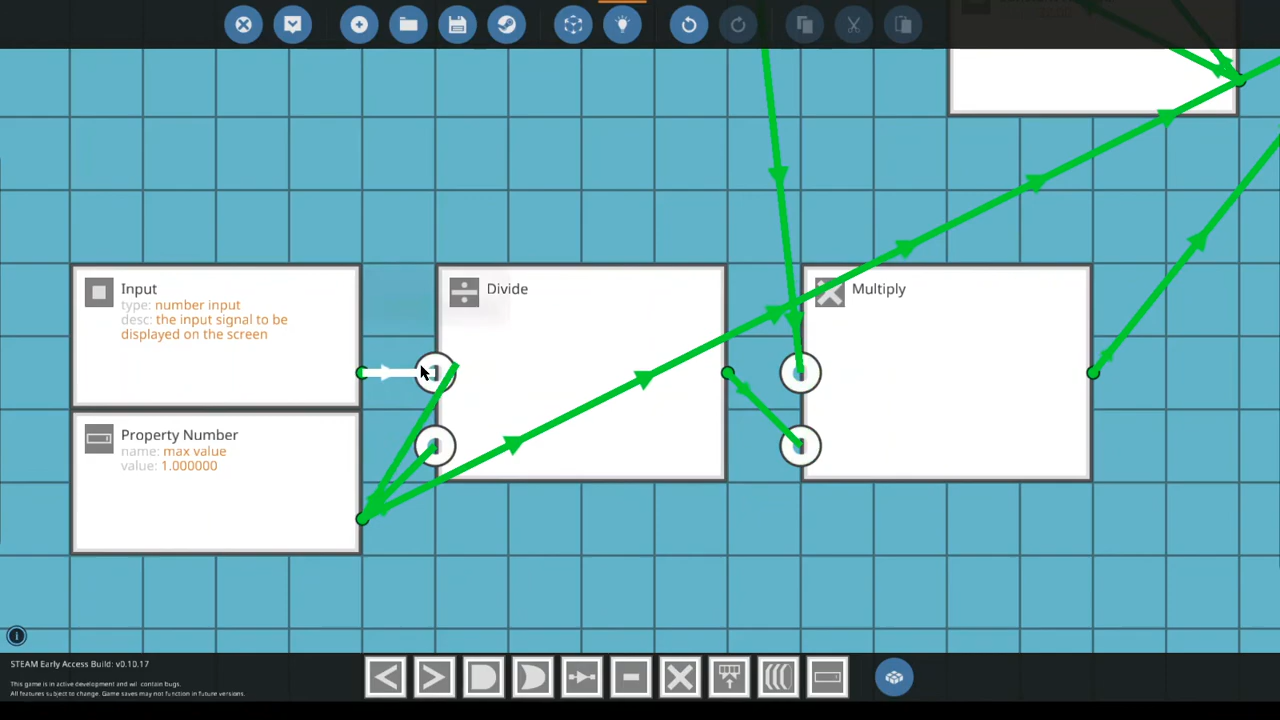 Input
type: number input
desc: the input signal to be
displayed on the screen
Divide
Multiply
Property Number
name: max value
value: 1.000000
STEAM Early Access Build: v0.10.17
This game is in active development and will contain bugs.
All features subject to change. Game saves may not function in future versions.